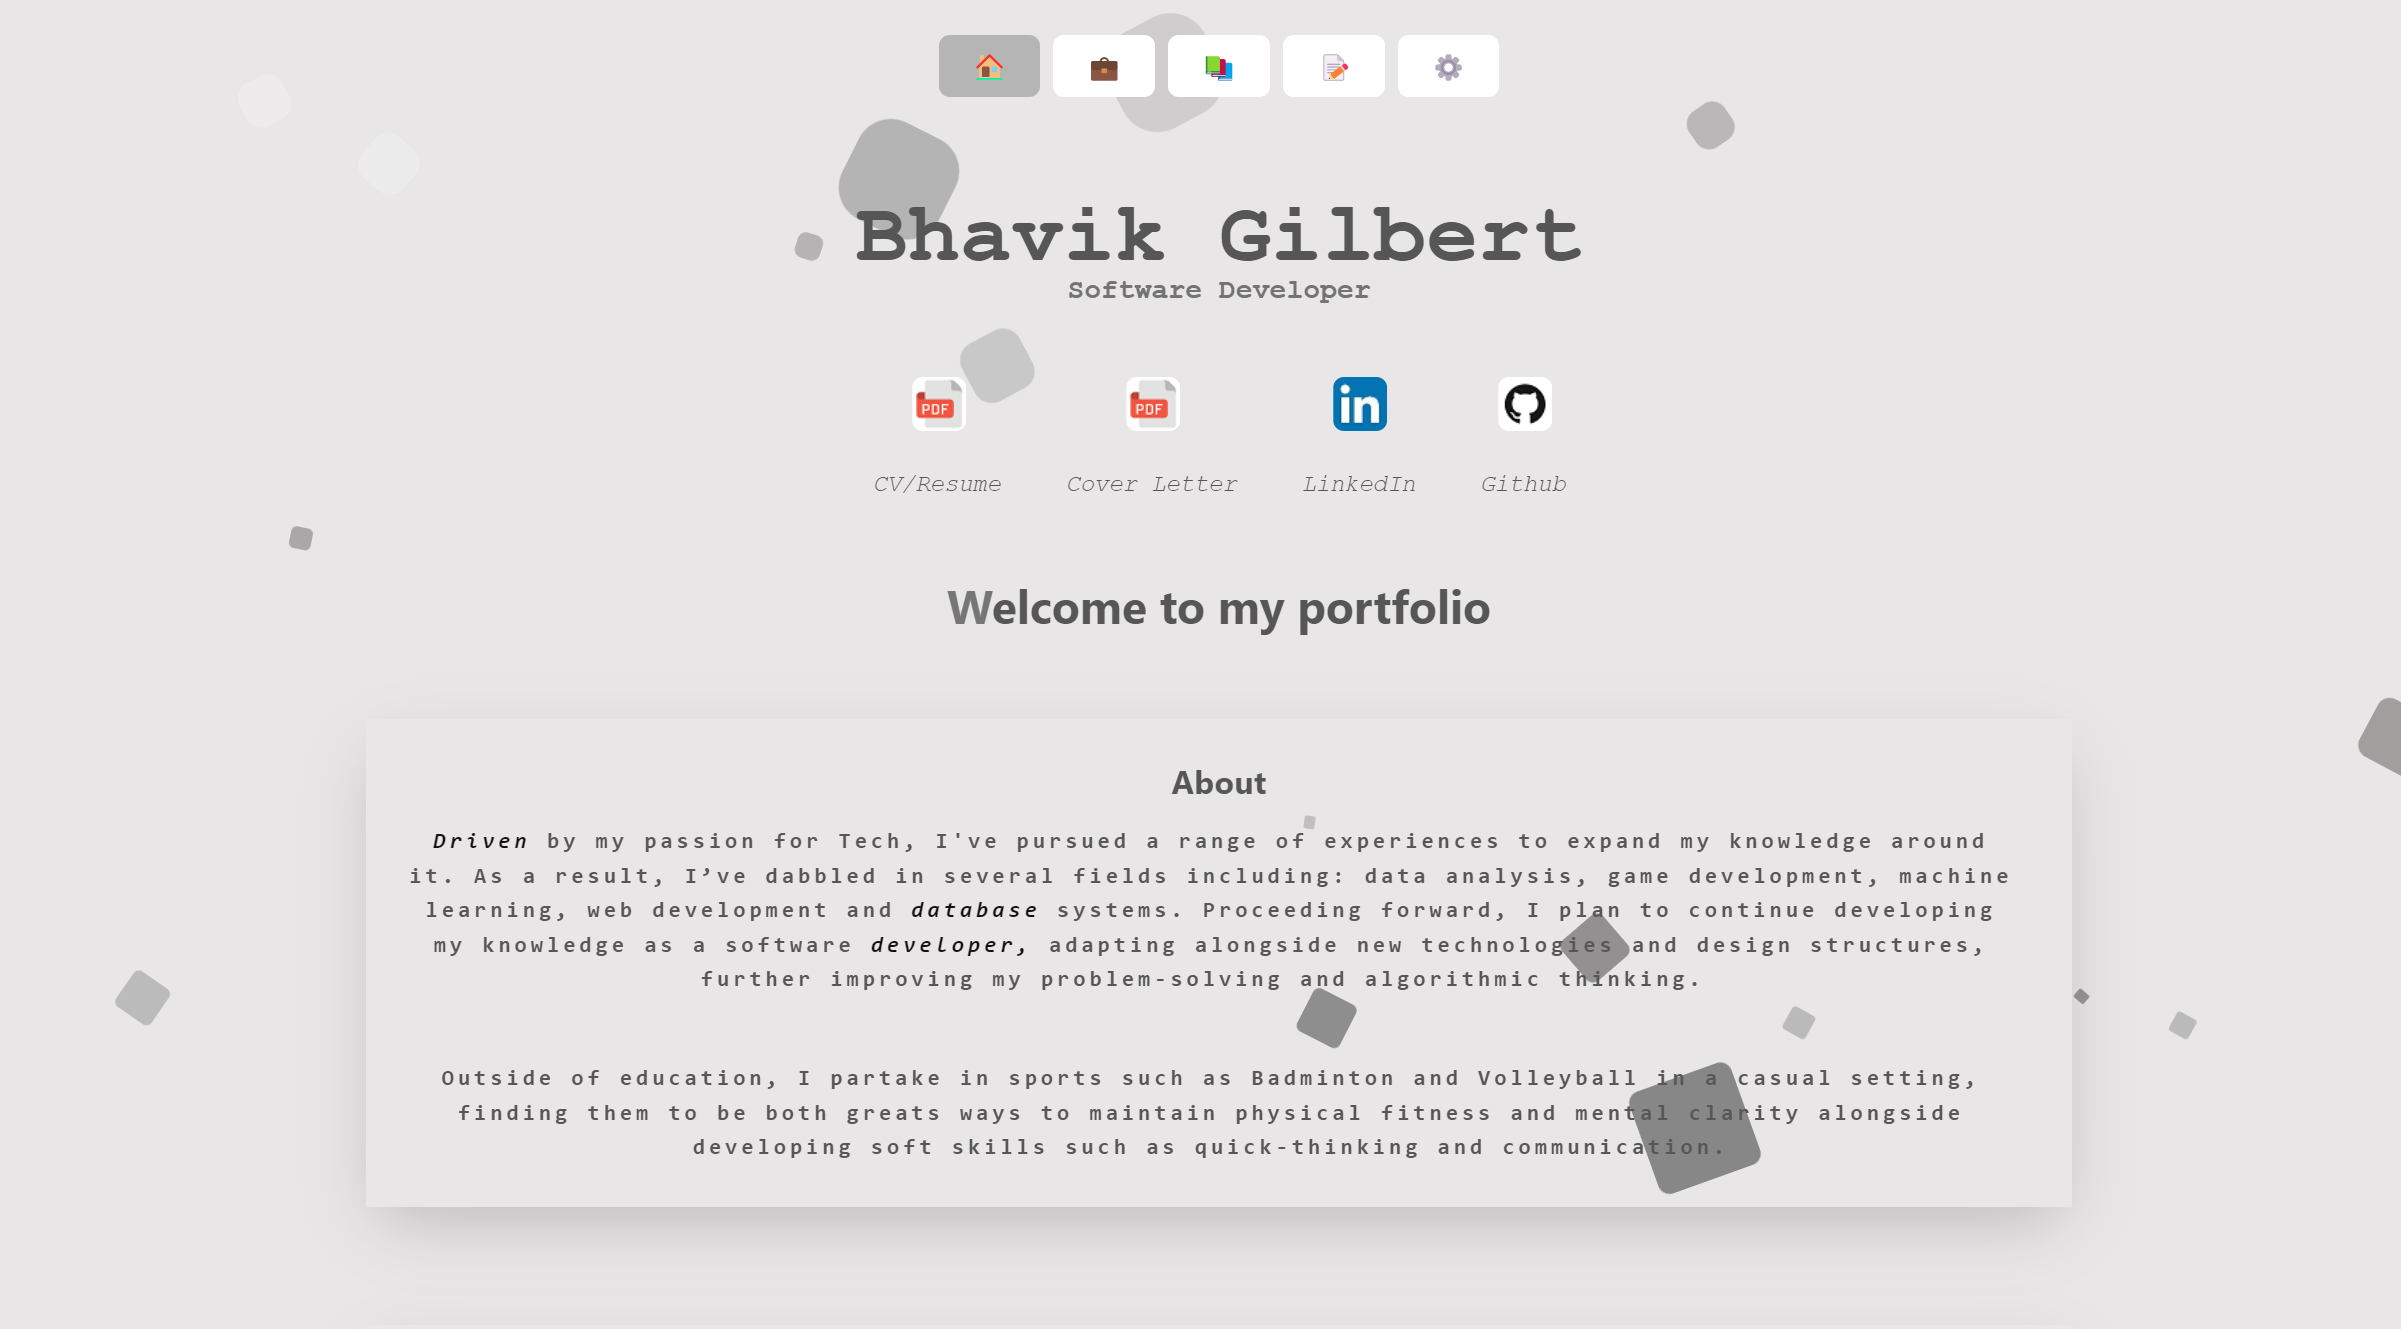 Bhavik Gilbert
Software Developer
PDF PDF in
CV/Resume Cover Letter LinkedIn Github
Welcome to my portfolio
About
Driven by my passion for Tech, I've pursued a range of experiences to expand my knowledge around
it. As a result, I’ve dabbled in several fields including: data analysis, game development, machine
learning, web development and database systems. Proceeding forward, I plan to continue developing
my knowledge as a software developer, adapting alongside new technologies and design structures,
further improving my problem-solving and algorithmic thinking.
Outside of education, I partake in sports such as Badminton and Volleyball in a casual setting,
finding them to be both greats ways to maintain physical fitness and mental clarity alongside
developing soft skills such as quick-thinking and communication.